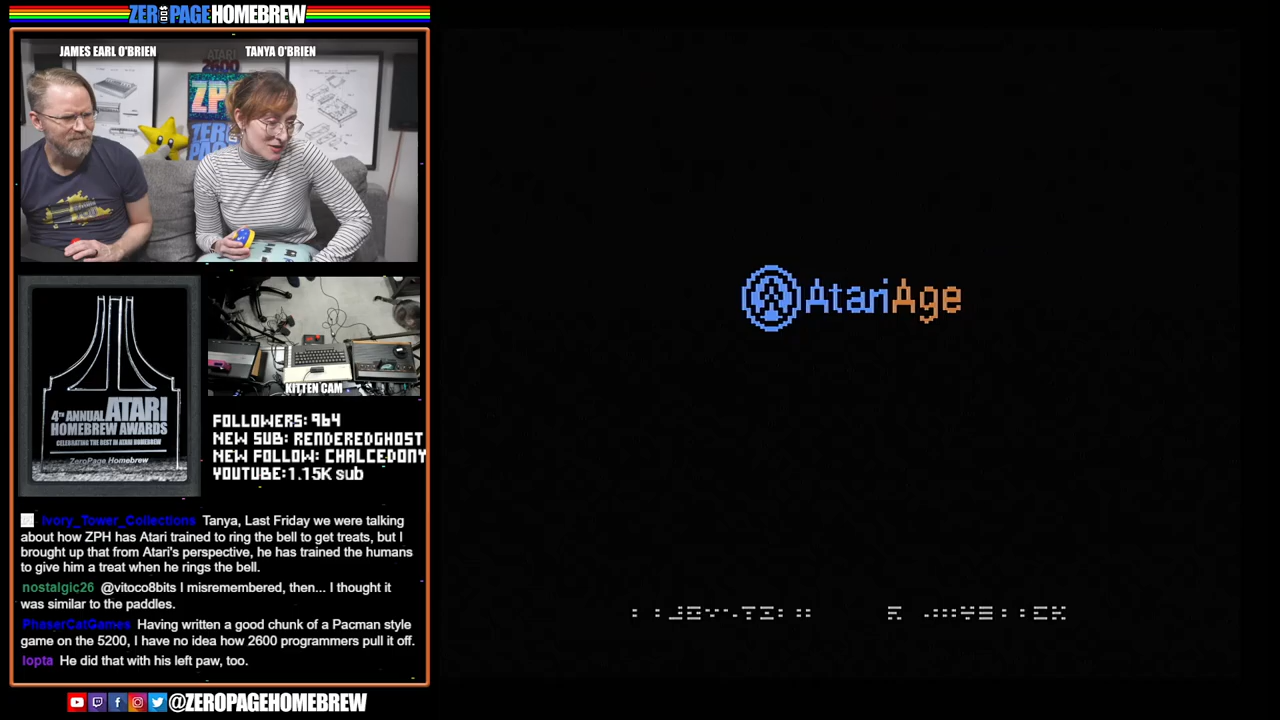 ZEROPAGE HOMEBREW
JAMES EARL O'BRIEN
TANYA O'BRIEN
ATARI
2600
ZPH
ZERO
PAGE
AtariAge
4TH ANNUAL ATARI
HOMEBREW AWARDS
CELEBRATING THE BEST IN ATARI HOMEBREW
ZeroPage Homebrew
KITTEN CAM
FOLLOWERS: 964
NEW SUB: RENDEREDGHOST
NEW FOLLOW: CHALCEDONY
YOUTUBE:1.15K sub
Ivory_Tower_Collections Tanya, Last Friday we were talking
about how ZPH has Atari trained to ring the bell to get treats, but I
brought up that from Atari's perspective, he has trained the humans
to give him a treat when he rings the bell.
nostalgic26 @vitoco8bits I misremembered, then... I thought it
was similar to the paddles.
PhaserCatGames Having written a good chunk of a Pacman style
game on the 5200, I have no idea how 2600 programmers pull it off.
lopta He did that with his left paw, too.
@ZEROPAGEHOMEBREW